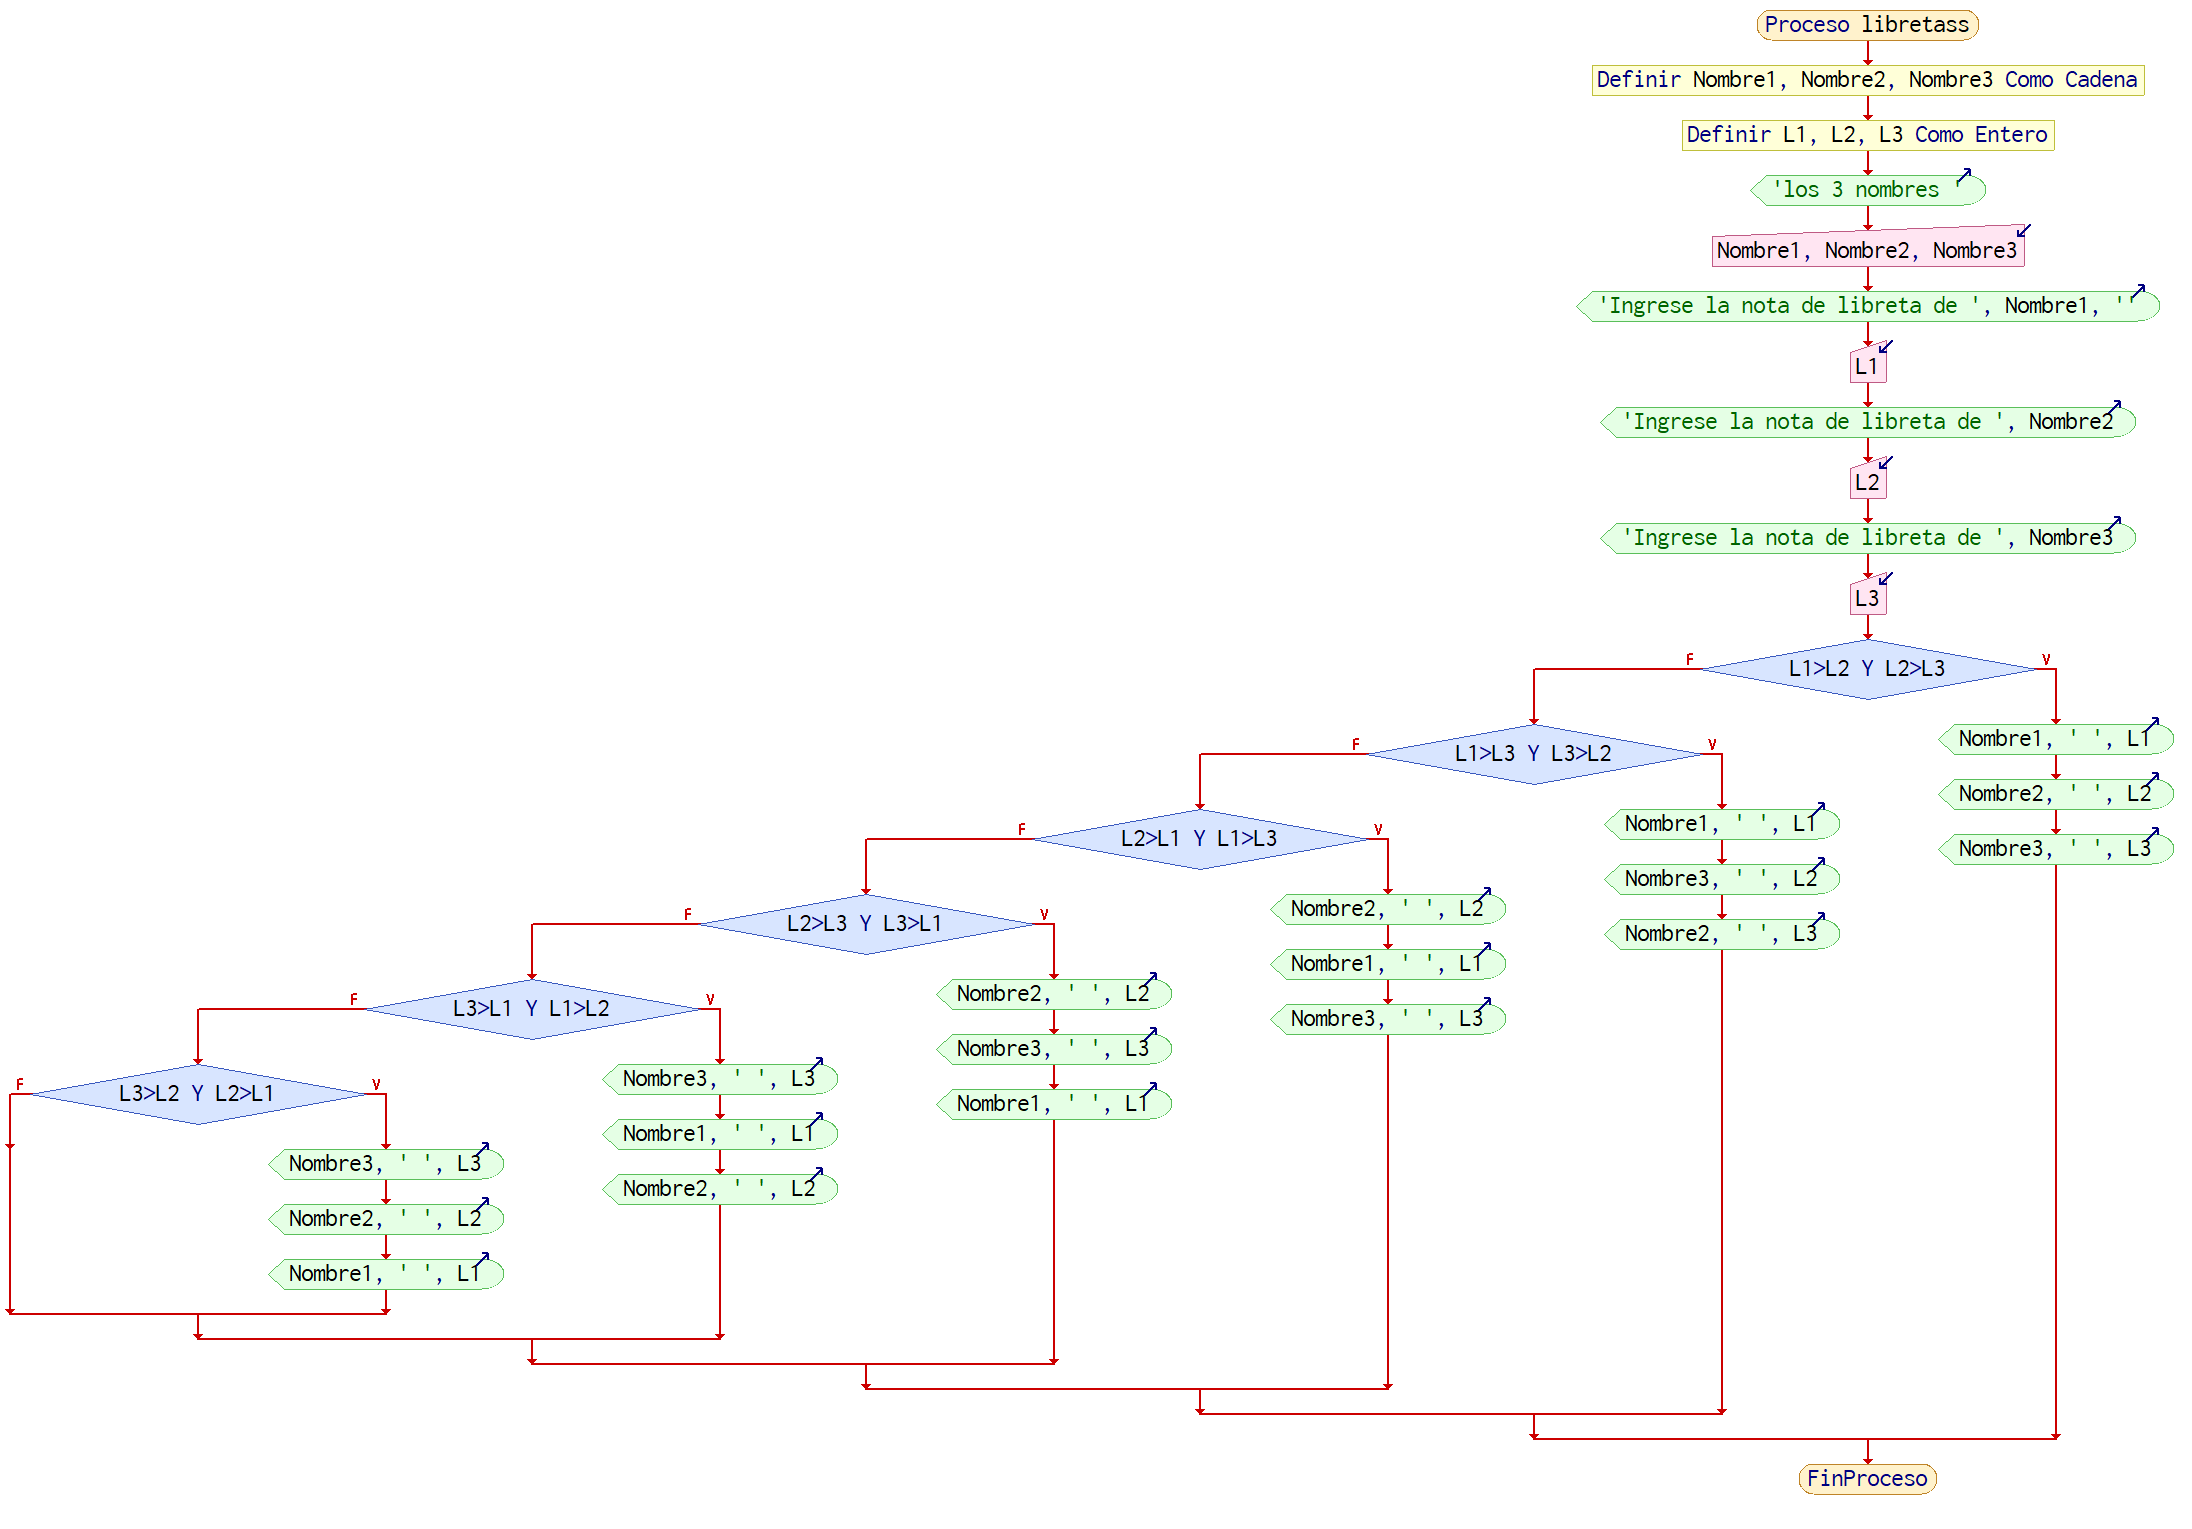 Proceso libretass
Definir Nombre1, Nombre2, Nombre3 Como Cadena
Definir L1, L2, L3 Como Entero
'los 3 nombres '
Nombre1, Nombre2, Nombre3
'Ingrese la nota de libreta de ', Nombre1, ''
L1
'Ingrese la nota de libreta de ', Nombre2
L2
'Ingrese la nota de libreta de ', Nombre3
L3
F
L1>L2 Y L2>L3
V
Nombre1, ' ', L1
Nombre2, ' ', L2
Nombre3, ' ', L3
F
L1>L3 Y L3>L2
V
Nombre1, ' ', L1
Nombre3, ' ', L2
Nombre2, ' ', L3
F
L2>L1 Y L1>L3
V
Nombre2, ' ', L2
Nombre1, ' ', L1
Nombre3, ' ', L3
F
L2>L3 Y L3>L1
V
Nombre2, ' ', L2
Nombre3, ' ', L3
Nombre1, ' ', L1
F
L3>L1 Y L1>L2
V
Nombre3, ' ', L3
Nombre1, ' ', L1
Nombre2, ' ', L2
F
L3>L2 Y L2>L1
V
Nombre3, ' ', L3
Nombre2, ' ', L2
Nombre1, ' ', L1
FinProceso